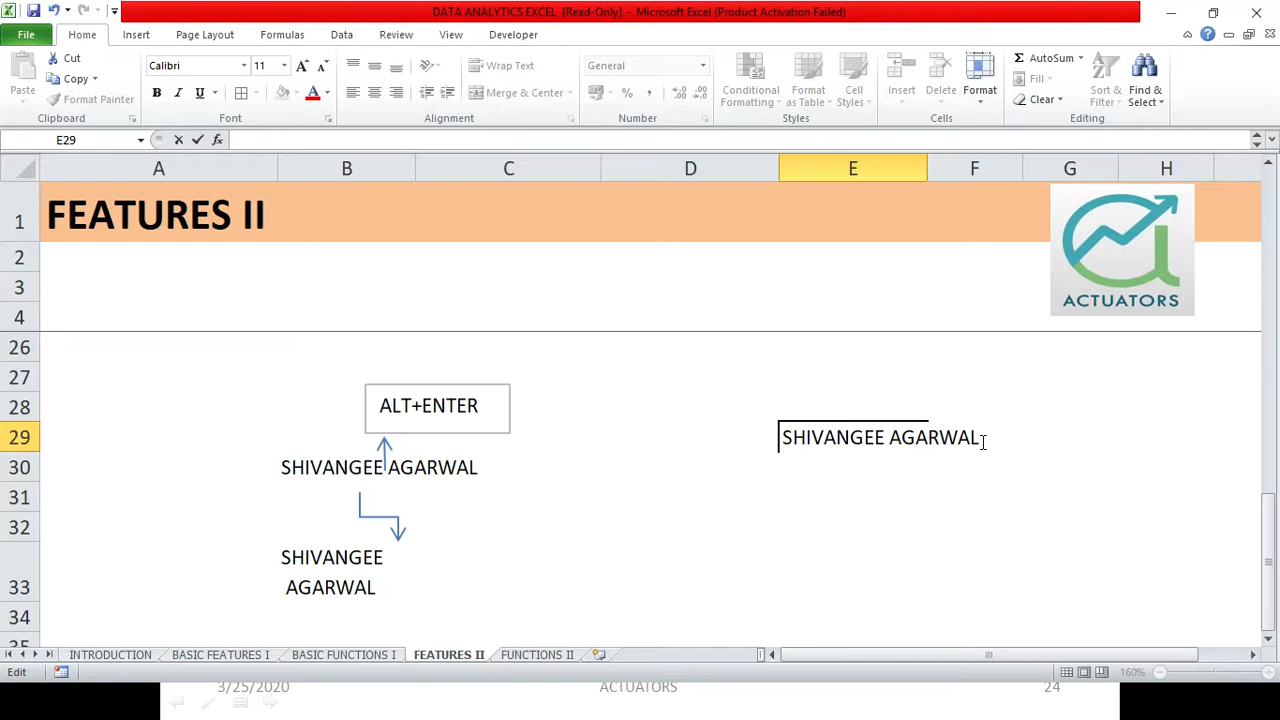 DATA ANALYTICS EXCEL [Read-Only] - Microsoft Excel (Product Activation Failed)
File Home Insert Page Layout Formulas Data Review View Developer
Paste
Cut
Copy
Format Painter
Clipboard
Calibri 11
B I U
Font
Wrap Text
Merge & Center
Alignment
General
Number
Conditional Formatting
Format as Table
Cell Styles
Styles
Insert
Delete
Format
Cells
AutoSum
Fill
Clear
Sort & Filter
Find & Select
Editing
E29 fx
A B C D E F G H
1 FEATURES II
ACTUATORS
2
3
4
26
27
28 ALT+ENTER
29 SHIVANGEE AGARWAL
30 SHIVANGEE AGARWAL
31
32
SHIVANGEE
33 AGARWAL
34
35
INTRODUCTION BASIC FEATURES I BASIC FUNCTIONS I FEATURES II FUNCTIONS II
Edit 160%
3/25/2020 ACTUATORS 24